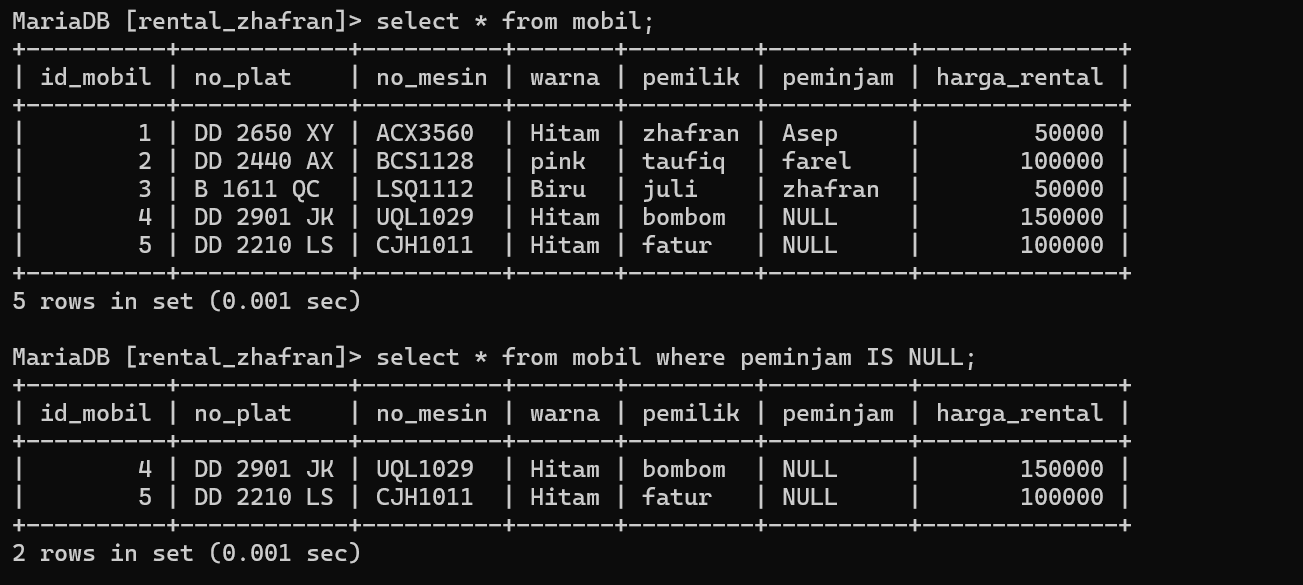 MariaDB [rental_zhafran]> select * from mobil;
+----------+------------+----------+-------+---------+----------+--------------+
| id_mobil | no_plat    | no_mesin | warna | pemilik | peminjam | harga_rental |
+----------+------------+----------+-------+---------+----------+--------------+
|        1 | DD 2650 XY | ACX3560  | Hitam | zhafran | Asep     |        50000 |
|        2 | DD 2440 AX | BCS1128  | pink  | taufiq  | farel    |       100000 |
|        3 | B 1611 QC  | LSQ1112  | Biru  | juli    | zhafran  |        50000 |
|        4 | DD 2901 JK | UQL1029  | Hitam | bombom  | NULL     |       150000 |
|        5 | DD 2210 LS | CJH1011  | Hitam | fatur   | NULL     |       100000 |
+----------+------------+----------+-------+---------+----------+--------------+
5 rows in set (0.001 sec)

MariaDB [rental_zhafran]> select * from mobil where peminjam IS NULL;
+----------+------------+----------+-------+---------+----------+--------------+
| id_mobil | no_plat    | no_mesin | warna | pemilik | peminjam | harga_rental |
+----------+------------+----------+-------+---------+----------+--------------+
|        4 | DD 2901 JK | UQL1029  | Hitam | bombom  | NULL     |       150000 |
|        5 | DD 2210 LS | CJH1011  | Hitam | fatur   | NULL     |       100000 |
+----------+------------+----------+-------+---------+----------+--------------+
2 rows in set (0.001 sec)